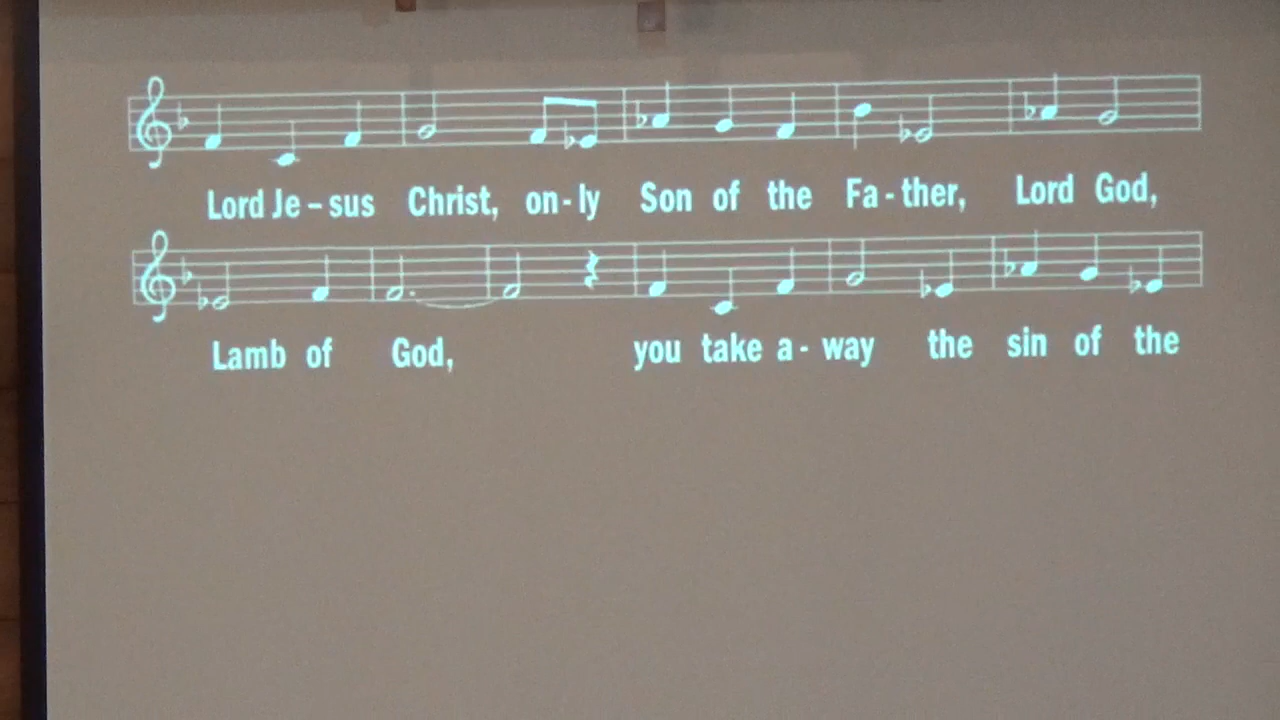 Lord Je - sus Christ, on - ly Son of the Fa - ther, Lord God,
Lamb of God, you take a - way the sin of the